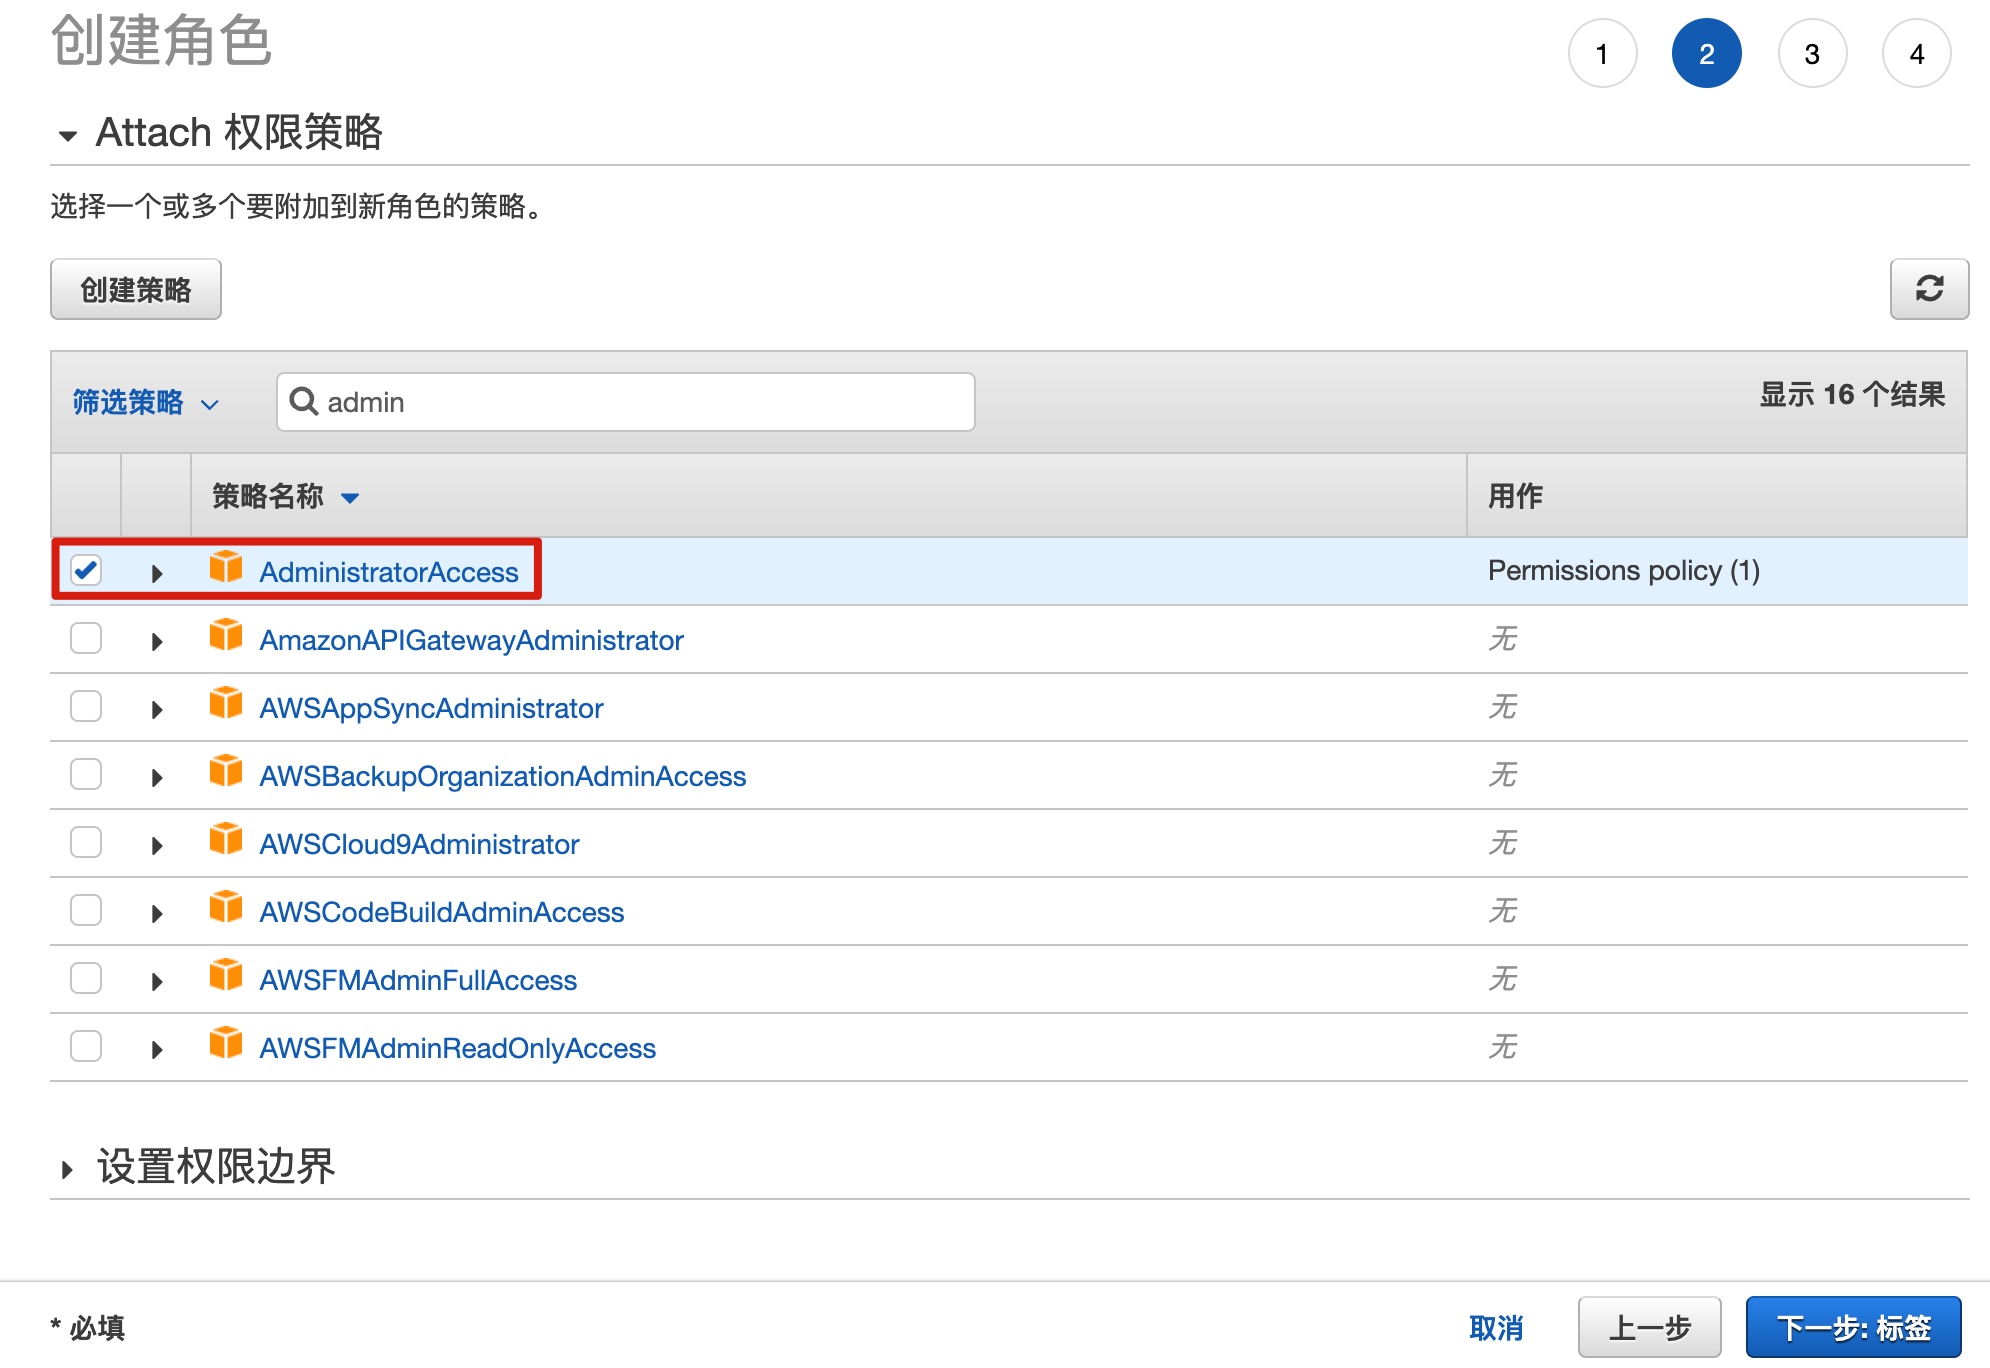 创建角色
1 2 3 4
Attach 权限策略
选择一个或多个要附加到新角色的策略。
创建策略
筛选策略 admin 显示 16 个结果
策略名称 用作
AdministratorAccess Permissions policy (1)
AmazonAPIGatewayAdministrator 无
AWSAppSyncAdministrator 无
AWSBackupOrganizationAdminAccess 无
AWSCloud9Administrator 无
AWSCodeBuildAdminAccess 无
AWSFMAdminFullAccess 无
AWSFMAdminReadOnlyAccess 无
设置权限边界
* 必填 取消 上一步 下一步: 标签